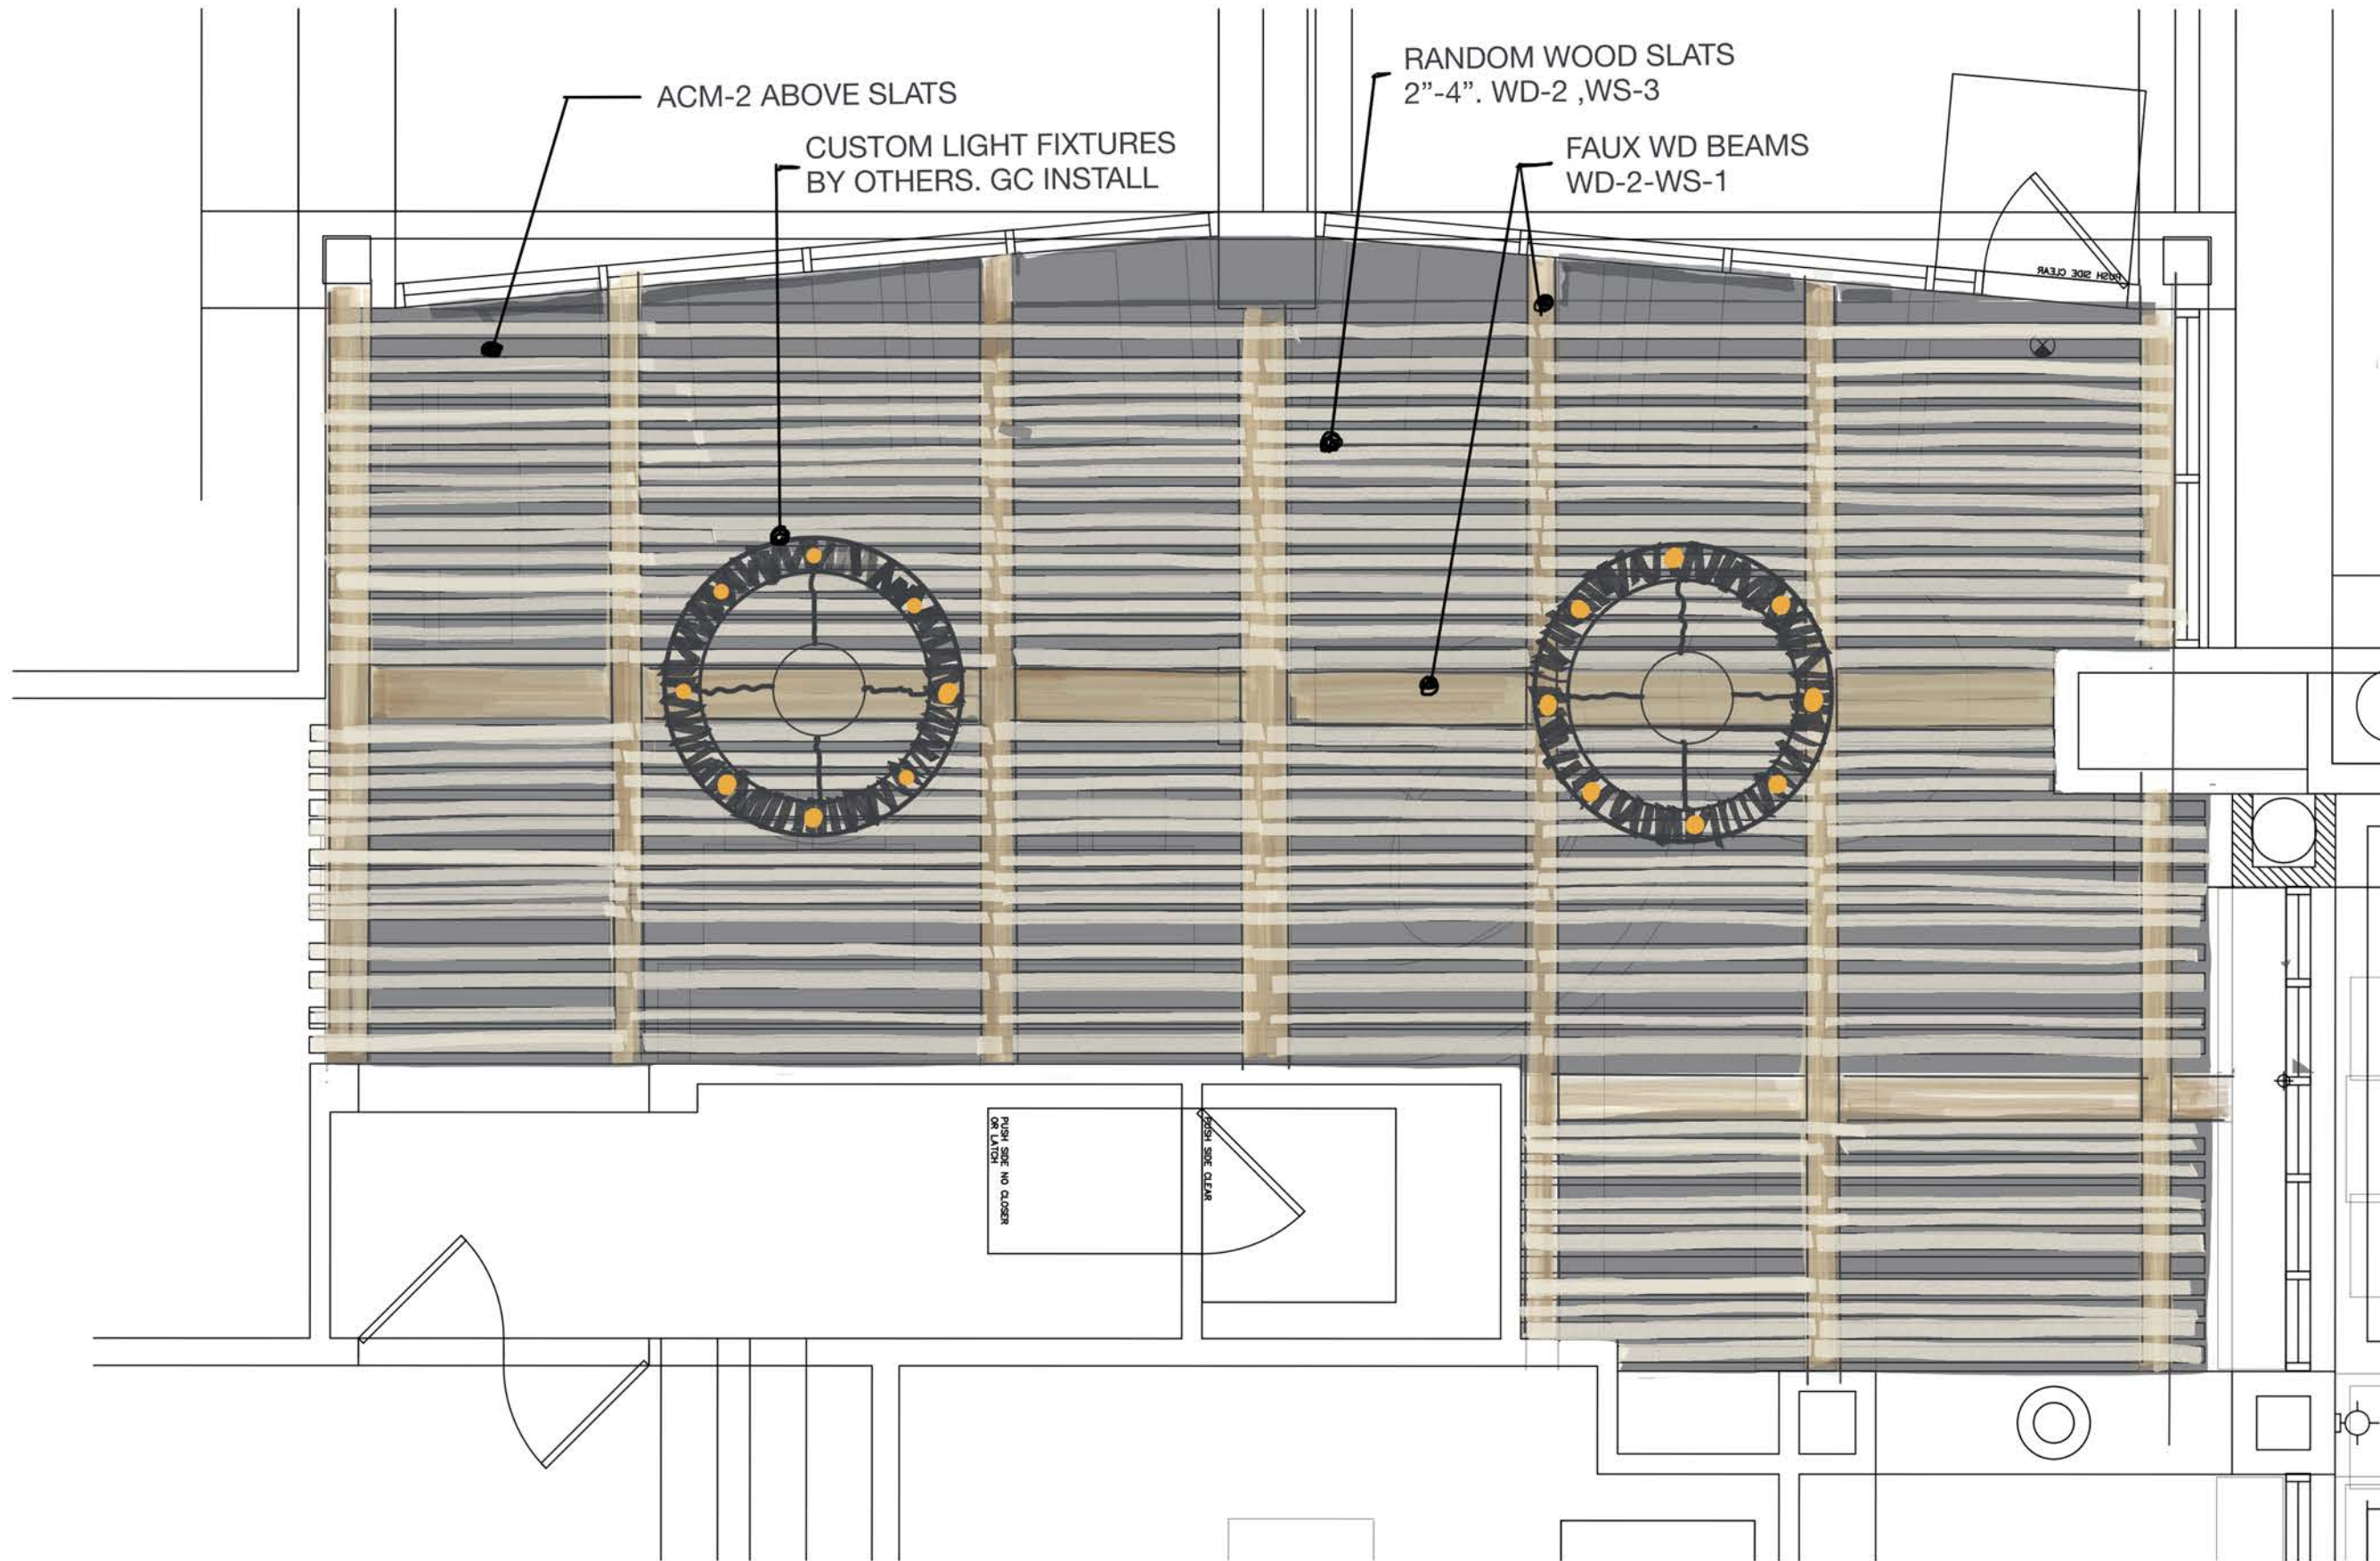 ACM-2 ABOVE SLATS
CUSTOM LIGHT FIXTURES
BY OTHERS. GC INSTALL
RANDOM WOOD SLATS
2”-4”. WD-2 ,WS-3
FAUX WD BEAMS
WD-2-WS-1
PUSH SIDE CLEAR
PUSH SIDE NO CLOSER
OR LATCH
PUSH SIDE CLEAR